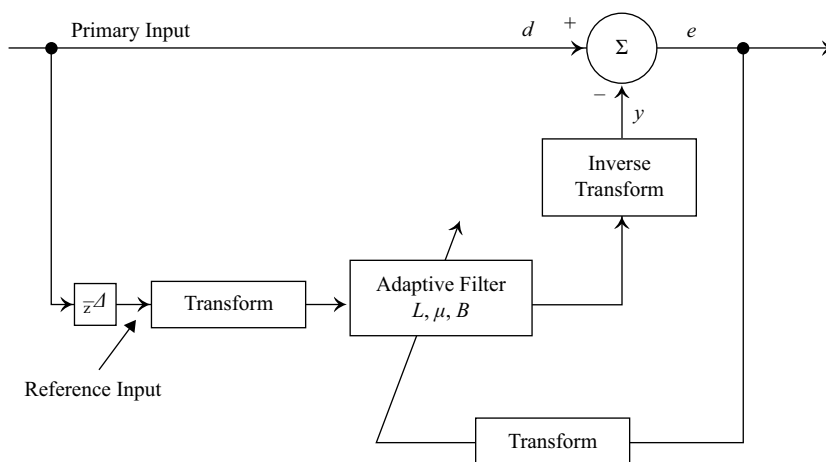 Primary Input
d
+
Σ
e
−
y
Inverse
Transform
z̅Δ
Transform
Adaptive Filter
L, μ, B
Reference Input
Transform